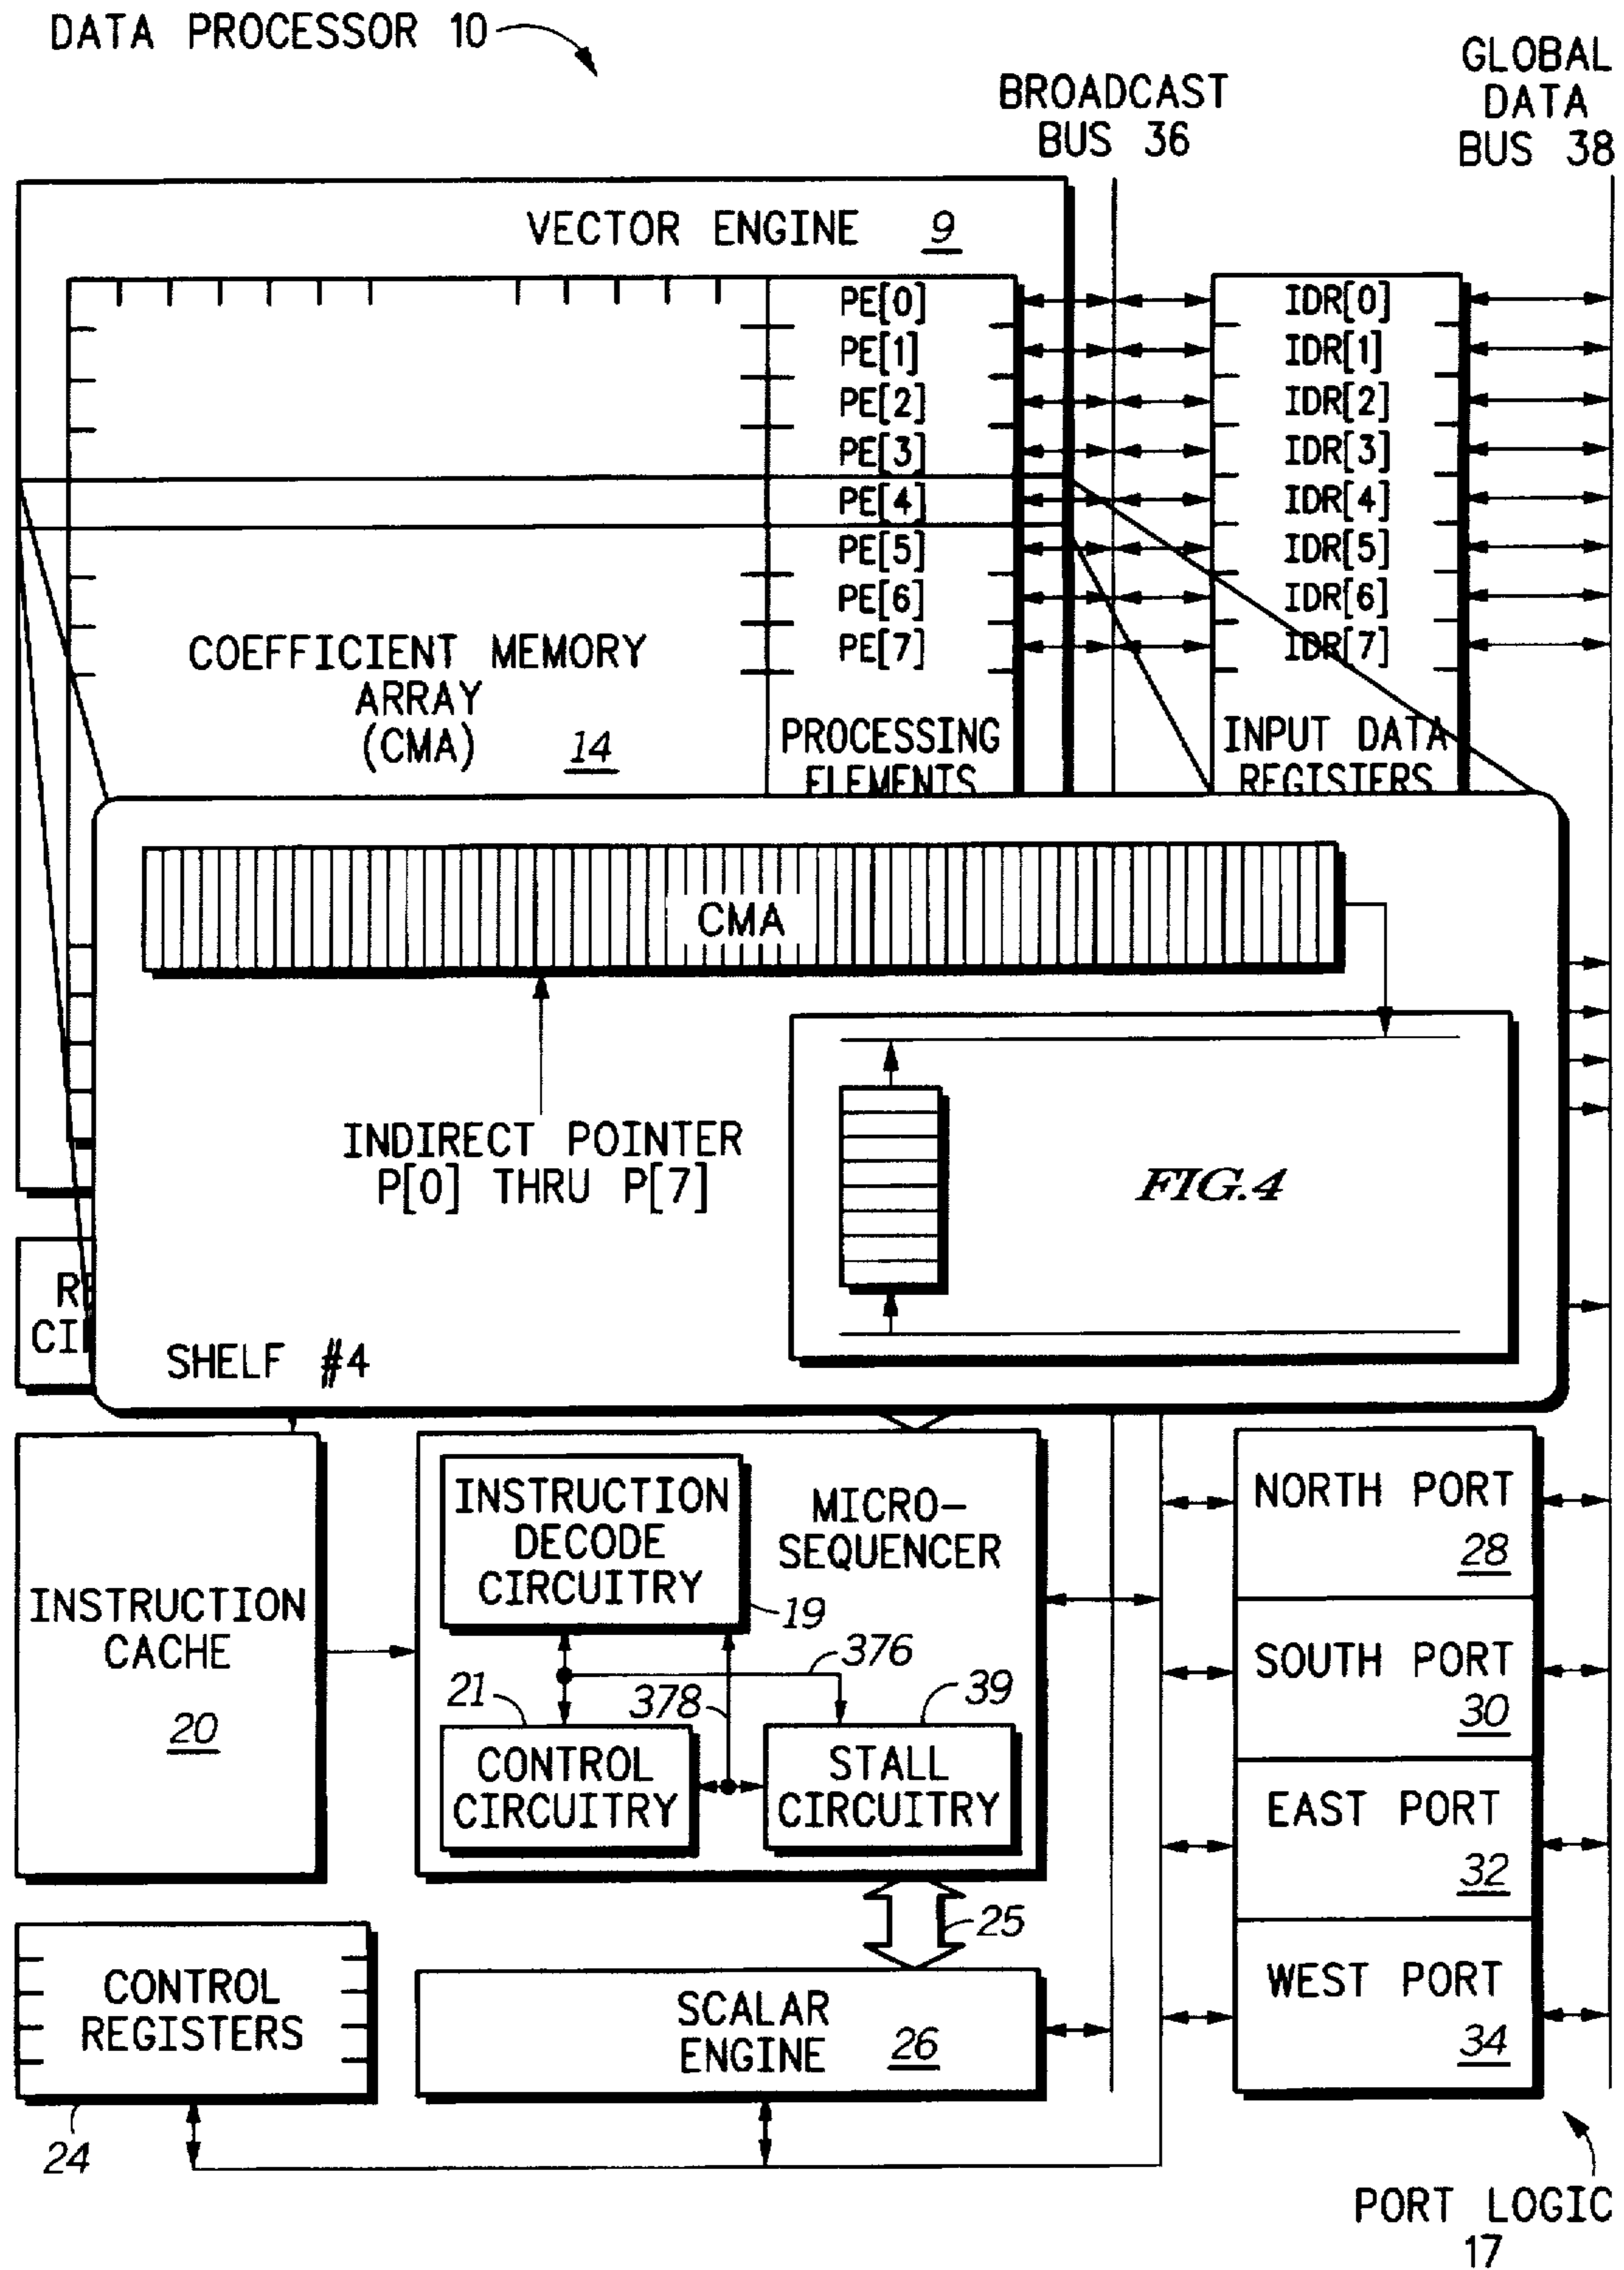 DATA PROCESSOR 10
BROADCAST
BUS 36
GLOBAL
DATA
BUS 38
VECTOR ENGINE 9
PE[0]
PE[1]
PE[2]
PE[3]
PE[4]
PE[5]
PE[6]
PE[7]
IDR[0]
IDR[1]
IDR[2]
IDR[3]
IDR[4]
IDR[5]
IDR[6]
IDR[7]
COEFFICIENT MEMORY
ARRAY
(CMA) 14
PROCESSING
ELEMENTS
INPUT DATA
REGISTERS
CMA
INDIRECT POINTER
P[0] THRU P[7]
FIG.4
SHELF #4
INSTRUCTION
CACHE
20
INSTRUCTION
DECODE
CIRCUITRY
19
MICRO-
SEQUENCER
376
21
378
39
CONTROL
CIRCUITRY
STALL
CIRCUITRY
25
CONTROL
REGISTERS
24
SCALAR
ENGINE 26
NORTH PORT
28
SOUTH PORT
30
EAST PORT
32
WEST PORT
34
PORT LOGIC
17